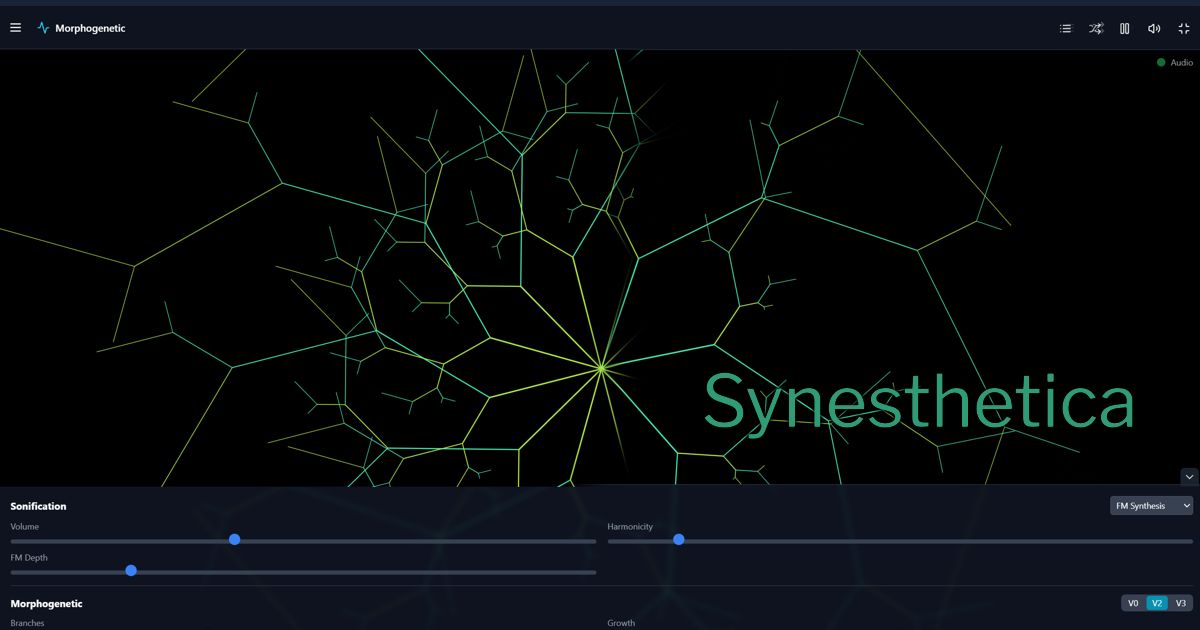 Morphogenetic
Audio
Synesthetica
Sonification
FM Synthesis
Volume
Harmonicity
FM Depth
Morphogenetic
V0 V2 V3
Branches
Growth